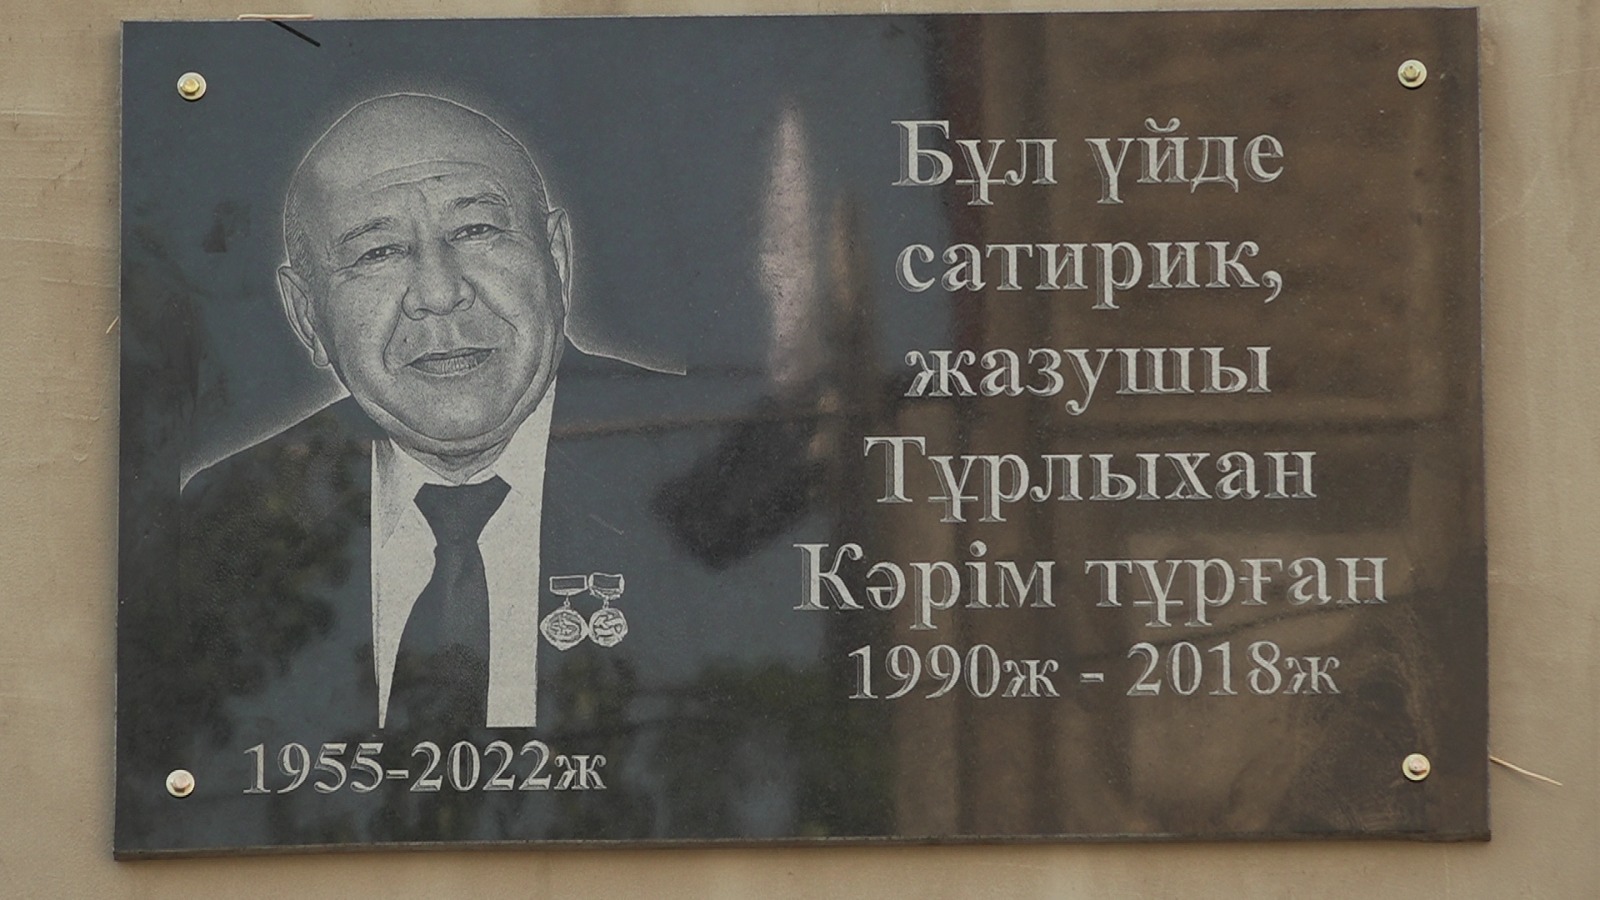 Бұл үйде
сатирик,
жазушы
Тұрлыхан
Кәрім тұрған
1990ж - 2018ж
1955-2022ж